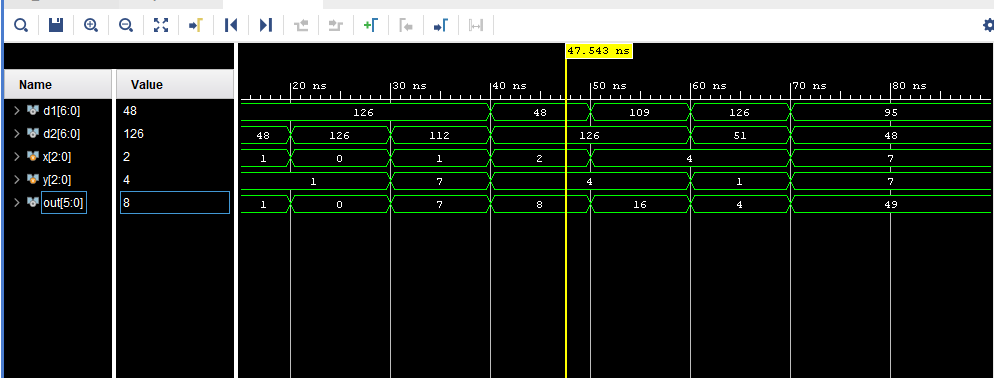 47.543 ns
Name Value 20 ns 30 ns 40 ns 50 ns 60 ns 70 ns 80 ns
d1[6:0] 48 126 48 109 126 95
d2[6:0] 126 48 126 112 126 51 48
x[2:0] 2 1 0 1 2 4 7
y[2:0] 4 1 7 4 1 7
out[5:0] 8 1 0 7 8 16 4 49